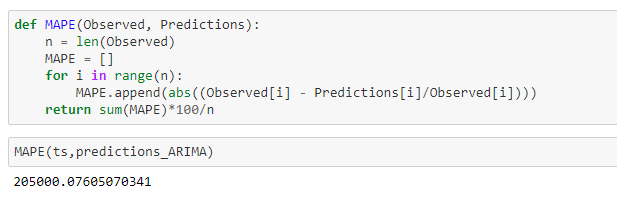 def MAPE(Observed, Predictions):
    n = len(Observed)
    MAPE = []
    for i in range(n):
        MAPE.append(abs((Observed[i] - Predictions[i]/Observed[i])))
    return sum(MAPE)*100/n
MAPE(ts,predictions_ARIMA)
205000.07605070341